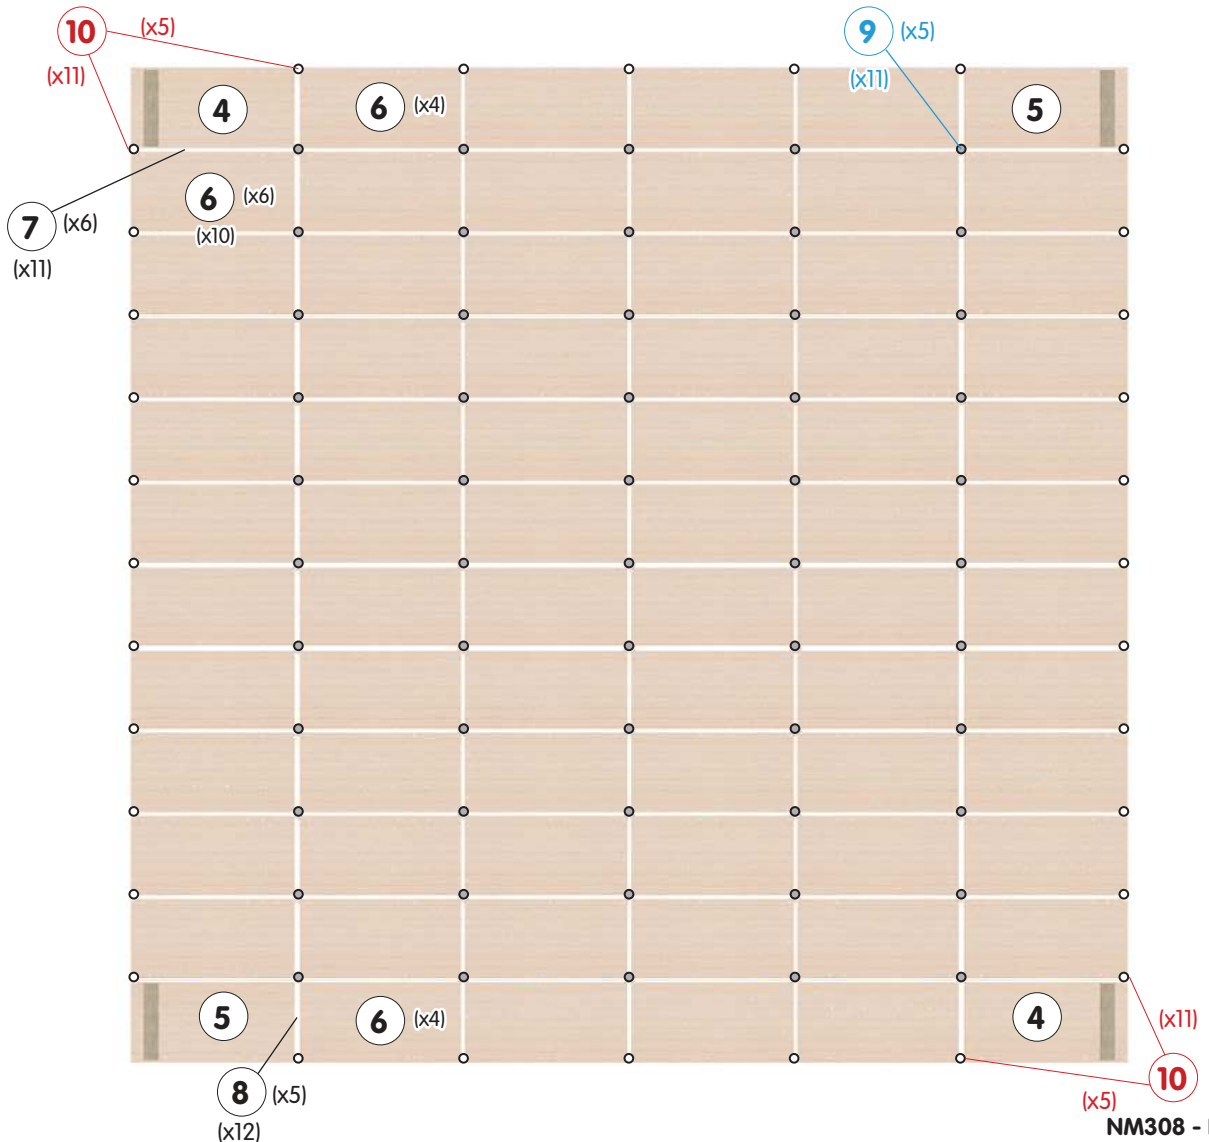 10 (x5)
(x11)
9 (x5)
(x11)
4
6 (x4)
5
6 (x6)
(x10)
7 (x6)
(x11)
5
6 (x4)
4
(x11)
10
(x5)
8 (x5)
(x12)
NM308 -